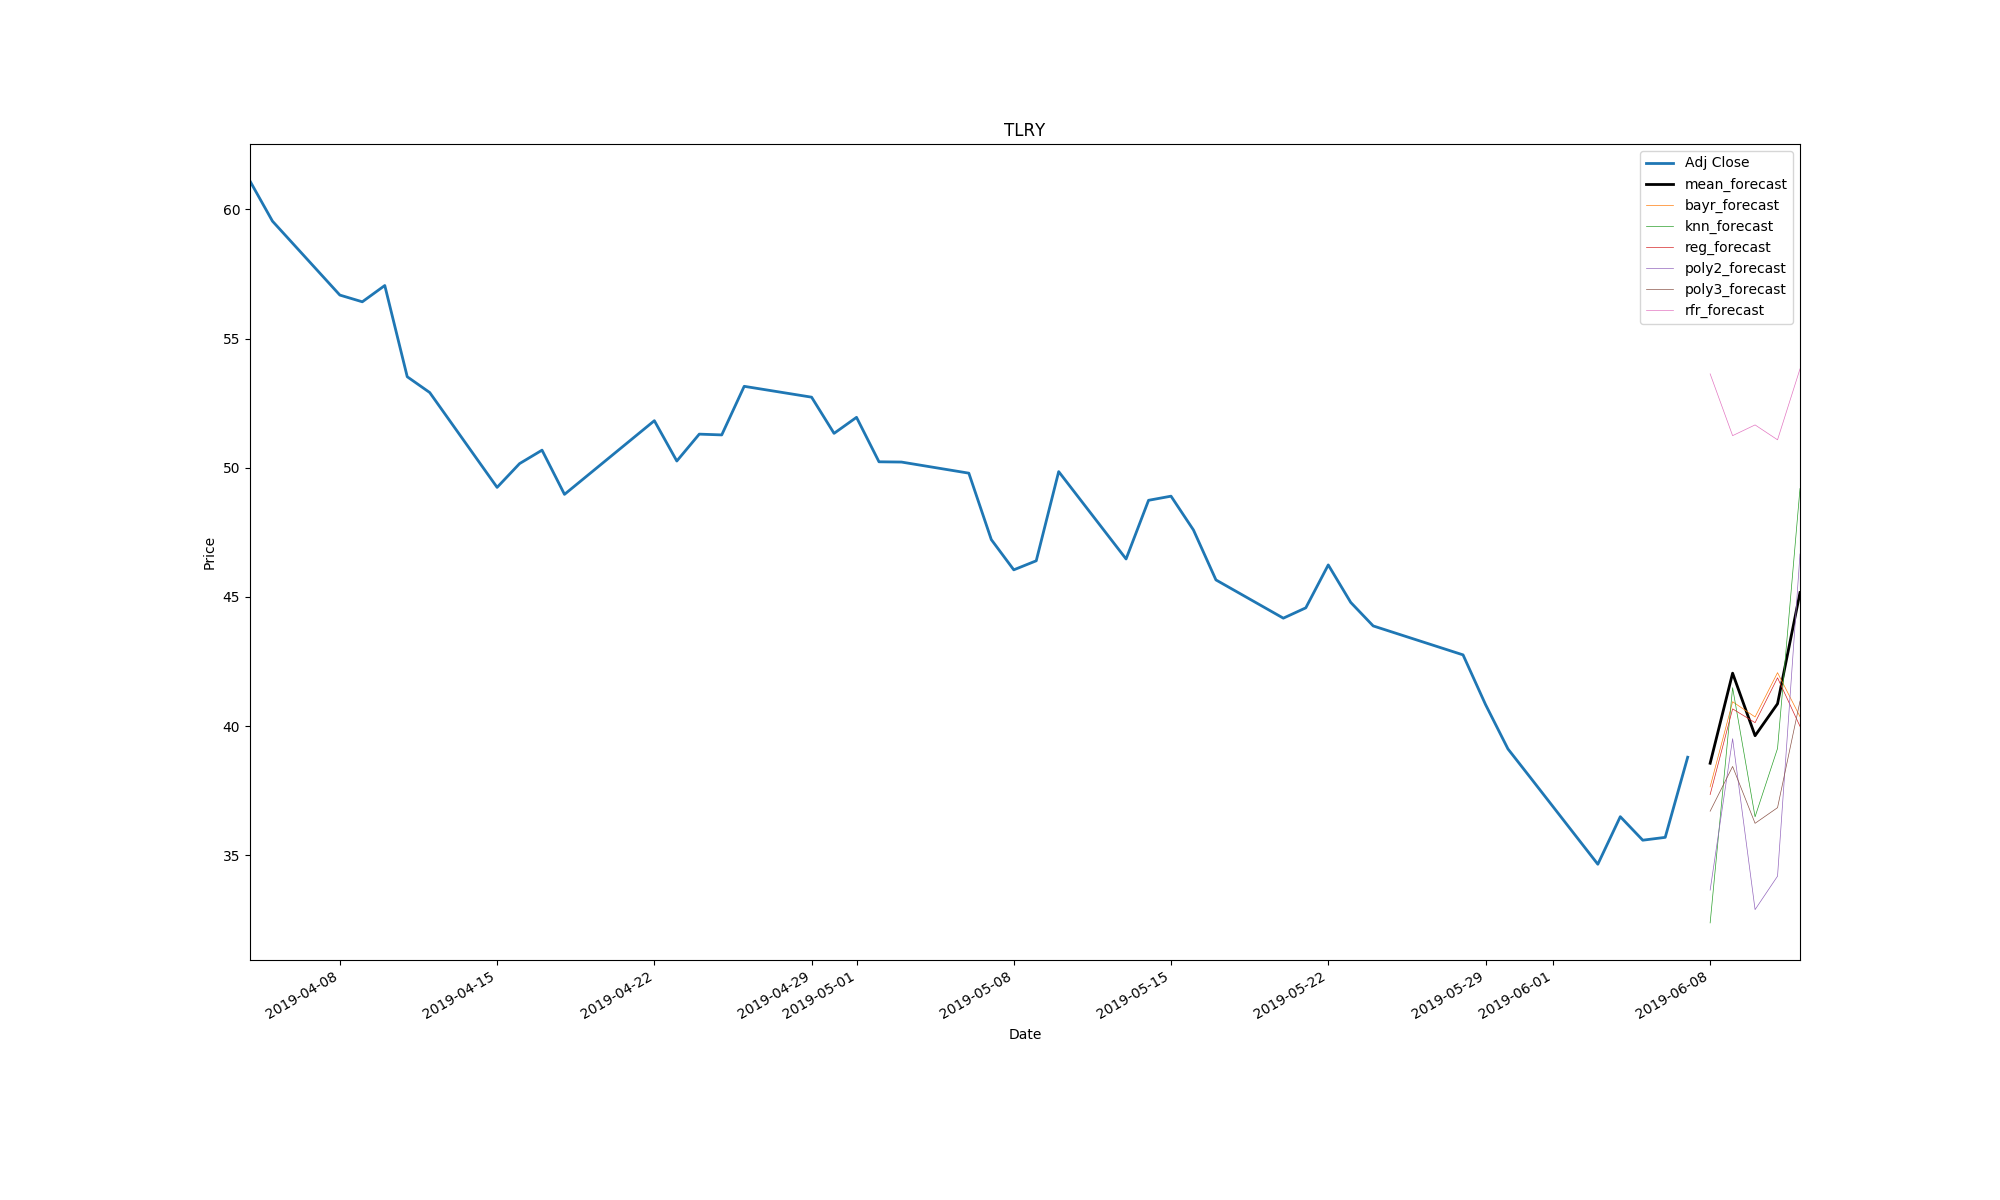 TLRY
Adj Close
mean_forecast
bayr_forecast
knn_forecast
reg_forecast
poly2_forecast
poly3_forecast
rfr_forecast
60
55
50
45
40
35
Price
2019-04-08
2019-04-15
2019-04-22
2019-04-29
2019-05-01
2019-05-08
2019-05-15
2019-05-22
2019-05-29
2019-06-01
2019-06-08
Date